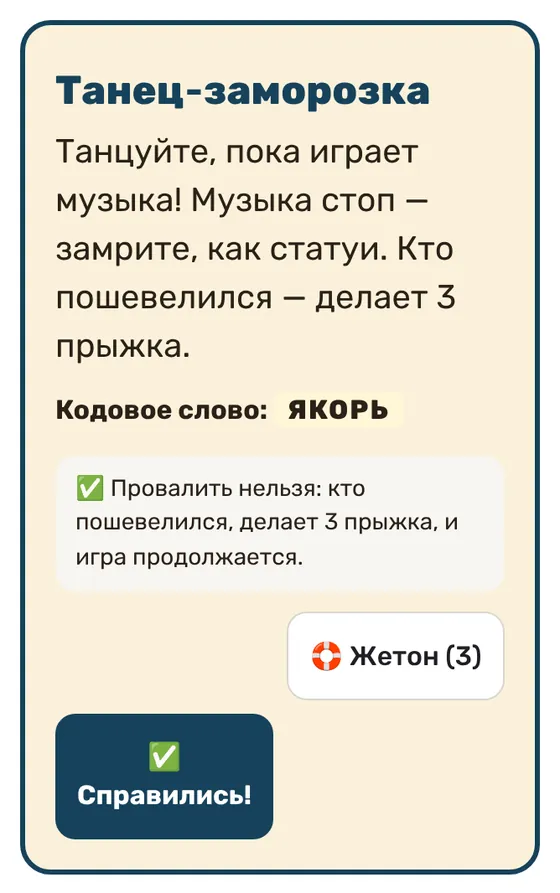 Танец-заморозка
Танцуйте, пока играет
музыка! Музыка стоп —
замрите, как статуи. Кто
пошевелился — делает 3
прыжка.
Кодовое слово: ЯКОРЬ
✅ Провалить нельзя: кто
пошевелился, делает 3 прыжка, и
игра продолжается.
🛟 Жетон (3)
✅
Справились!